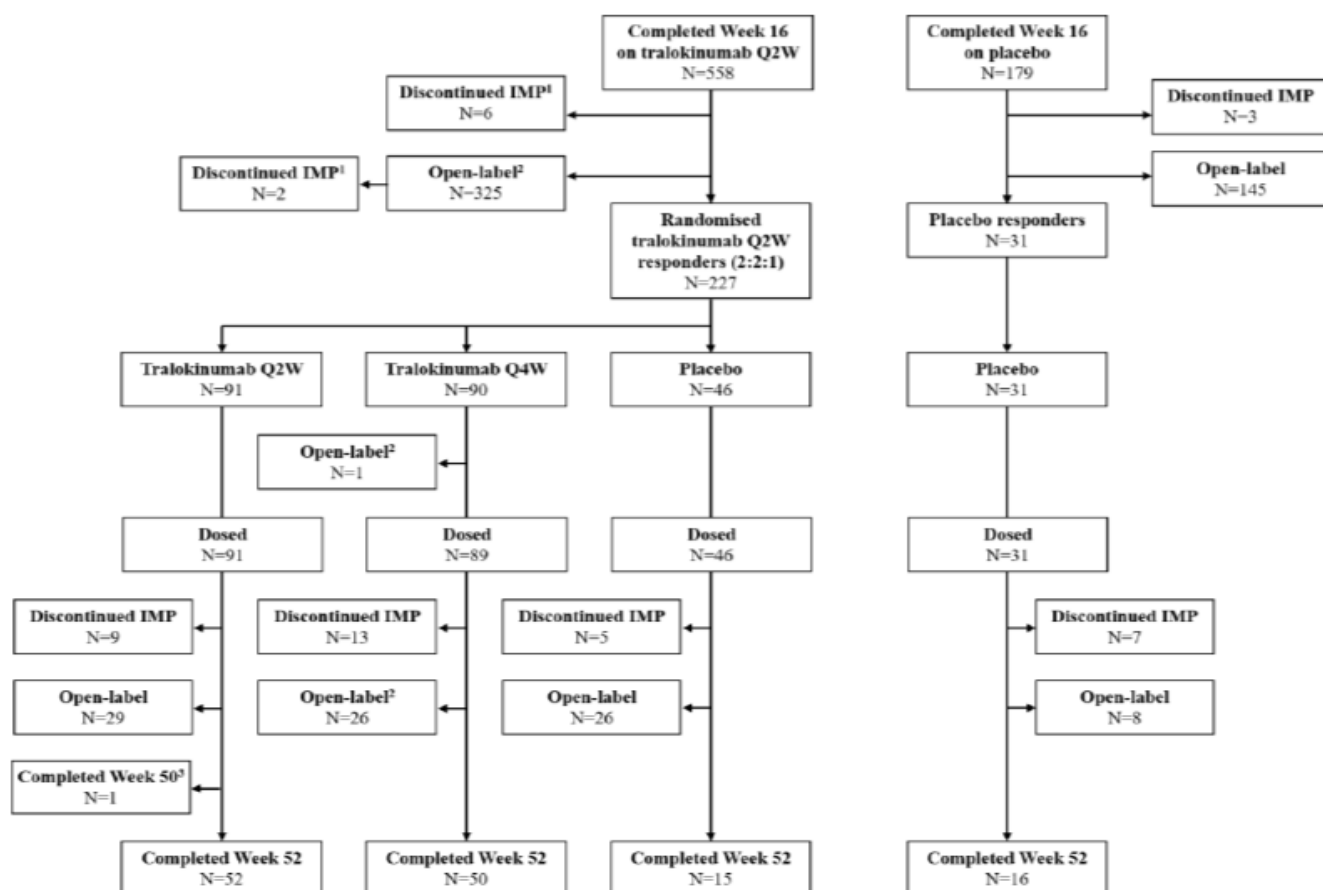 Completed Week 16
on tralokinumab Q2W
N=558
Completed Week 16
on placebo
N=179
Discontinued IMP¹
N=6
Discontinued IMP
N−3
Discontinued IMP¹
N=2
Open-label²
N−325
Open-label
N=145
Randomised
tralokinumab Q2W
responders (2:2:1)
N=227
Placebo responders
N=31
Tralokinumab Q2W
N=91
Tralokinumab Q4W
N=90
Placebo
N=46
Placebo
N=31
Open-label²
N=1
Dosed
N=91
Dosed
N=89
Dosed
N=46
Dosed
N=31
Discontinued IMP
N=9
Discontinued IMP
N=13
Discontinued IMP
N=5
Discontinued IMP
N=7
Open-label
N=29
Open-label²
N=26
Open-label
N=26
Open-label
N=8
Completed Week 50³
N=1
Completed Week 52
N=52
Completed Week 52
N=50
Completed Week 52
N=15
Completed Week 52
N=16